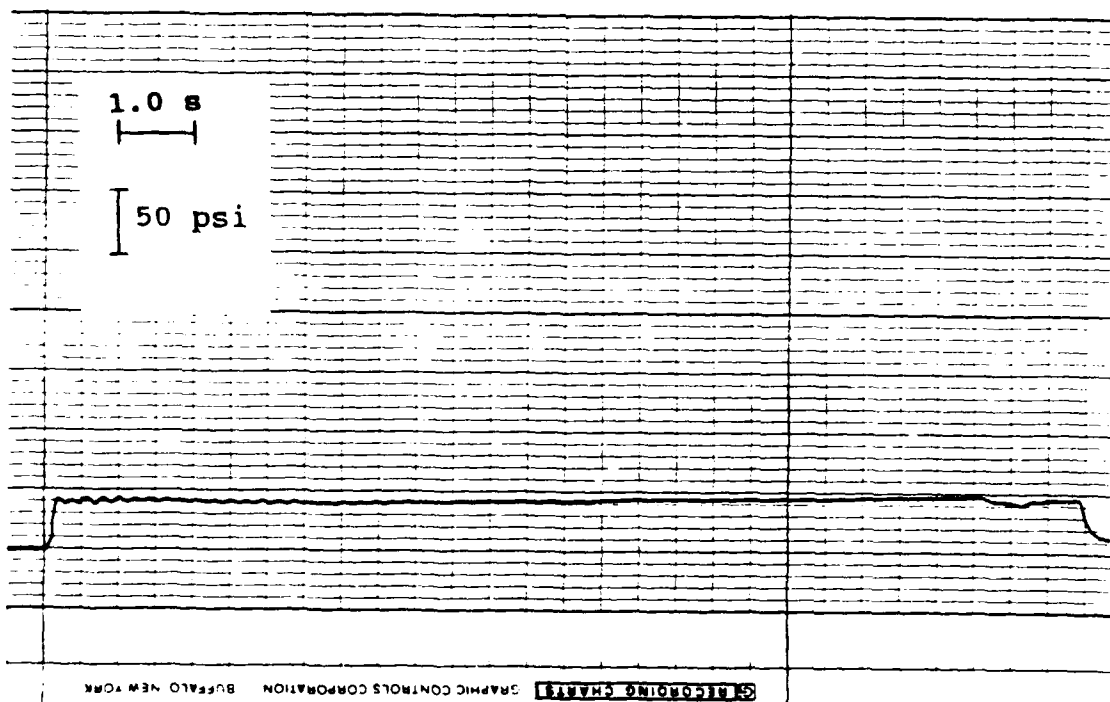 1.0 s
50 psi
G RECORDING CHARTS GRAPHIC CONTROLS CORPORATION BUFFALO NEW YORK